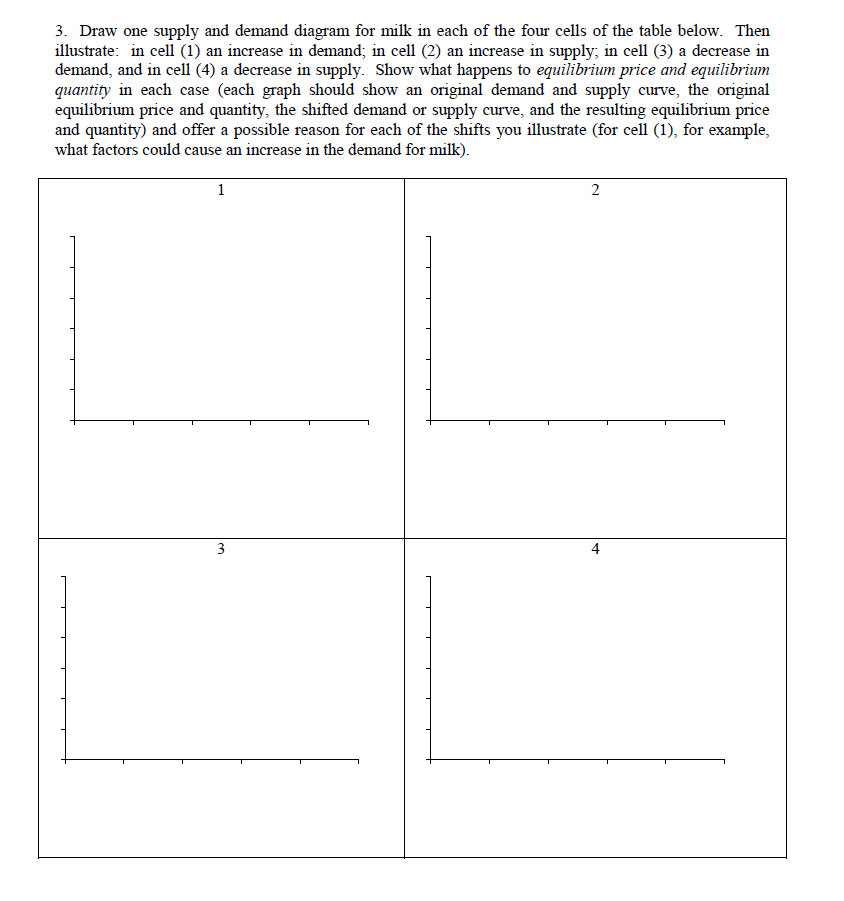 3. Draw one supply and demand diagram for milk in each of the four cells of the table below. Then
illustrate: in cell (1) an increase in demand; in cell (2) an increase in supply; in cell (3) a decrease in
demand, and in cell (4) a decrease in supply. Show what happens to equilibrium price and equilibrium
quantity in each case (each graph should show an original demand and supply curve, the original
equilibrium price and quantity, the shifted demand or supply curve, and the resulting equilibrium price
and quantity) and offer a possible reason for each of the shifts you illustrate (for cell (1), for example,
what factors could cause an increase in the demand for milk).
1
2
3
4